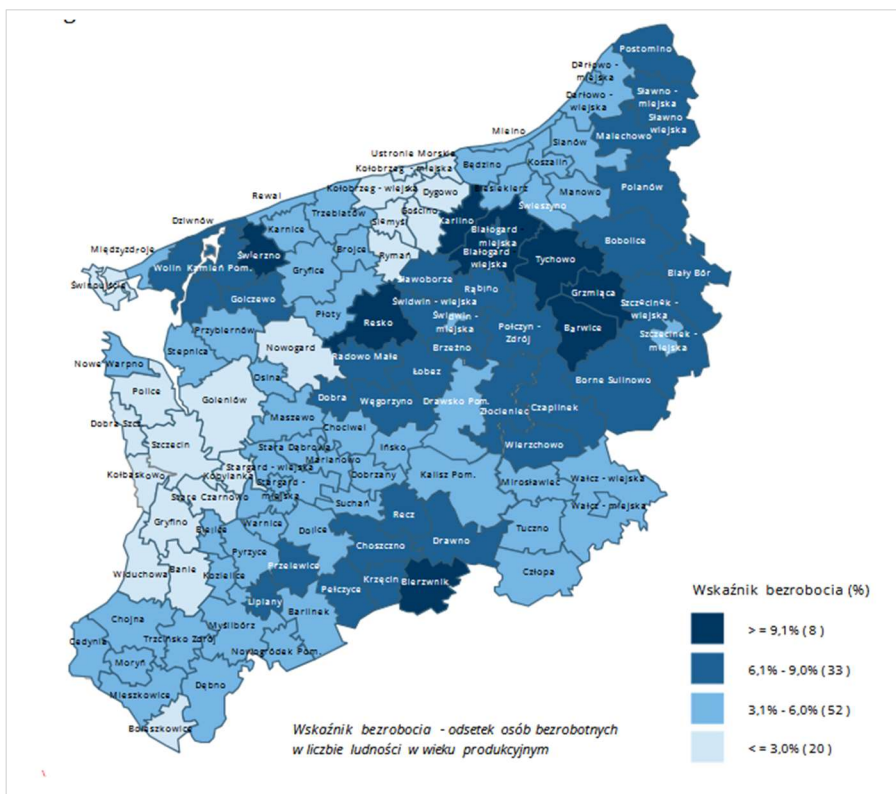 Postomino
Darłowo -
miejska
Darłowo -
wiejska
Sławno -
miejska
Sławno
wiejska
Mielno
Sianów
Malechowo
Ustronie Morskie
Kołobrzeg - miejska
Będzino
Koszalin
Kołobrzeg - wiejska
Dygowo
Biesiekierz
Manowo
Polanów
Rewal
Trzebiatów
Gościno
Świeszyno
Dziwnów
Karnice
Siemyśl
Karlino
Białogard -
miejska
Bobolice
Międzyzdroje
Świerzno
Brojce
Rymań
Białogard
wiejska
Tychowo
Wolin
Kamień Pom.
Gryfice
Biały Bór
Świnoujście
Sławoborze
Rąbino
Grzmiąca
Golczewo
Świdwin - wiejska
Szczecinek -
wiejska
Płoty
Resko
Świdwin -
miejska
Połczyn -
Zdrój
Barwice
Przybiernów
Szczecinek -
miejska
Stepnica
Nowogard
Radowo Małe
Brzeżno
Nowe Warpno
Osina
Łobez
Borne Sulinowo
Police
Goleniów
Dobra
Węgorzyno
Drawsko Pom.
Złocieniec
Czaplinek
Dobra Szcz.
Maszewo
Chociwel
Szczecin
Stara Dąbrowa
Ińsko
Wierzchowo
Marianowo
Kołbaskowo
Kobylanka
Stargard - wiejska
Dobrzany
Kalisz Pom.
Mirosławiec
Wałcz - wiejska
Stargard -
miejska
Stare Czarnowo
Suchań
Wałcz - miejska
Gryfino
Bielice
Warnice
Dolice
Recz
Tuczno
Pyrzyce
Choszczno
Drawno
Widuchowa
Banie
Kozielice
Przelewice
Człopa
Krzęcin
Bierzwnik
Pełczyce
Lipiany
Barlinek
Chojna
Myślibórz
Cedynia
Trzcińsko Zdrój
Nowogródek Pom.
Moryń
Dębno
Mieszkowice
Boleszkowice
Wskaźnik bezrobocia (%)
> = 9,1% ( 8 )
6,1% - 9,0% ( 33 )
3,1% - 6,0% ( 52 )
< = 3,0% ( 20 )
Wskaźnik bezrobocia - odsetek osób bezrobotnych
w liczbie ludności w wieku produkcyjnym